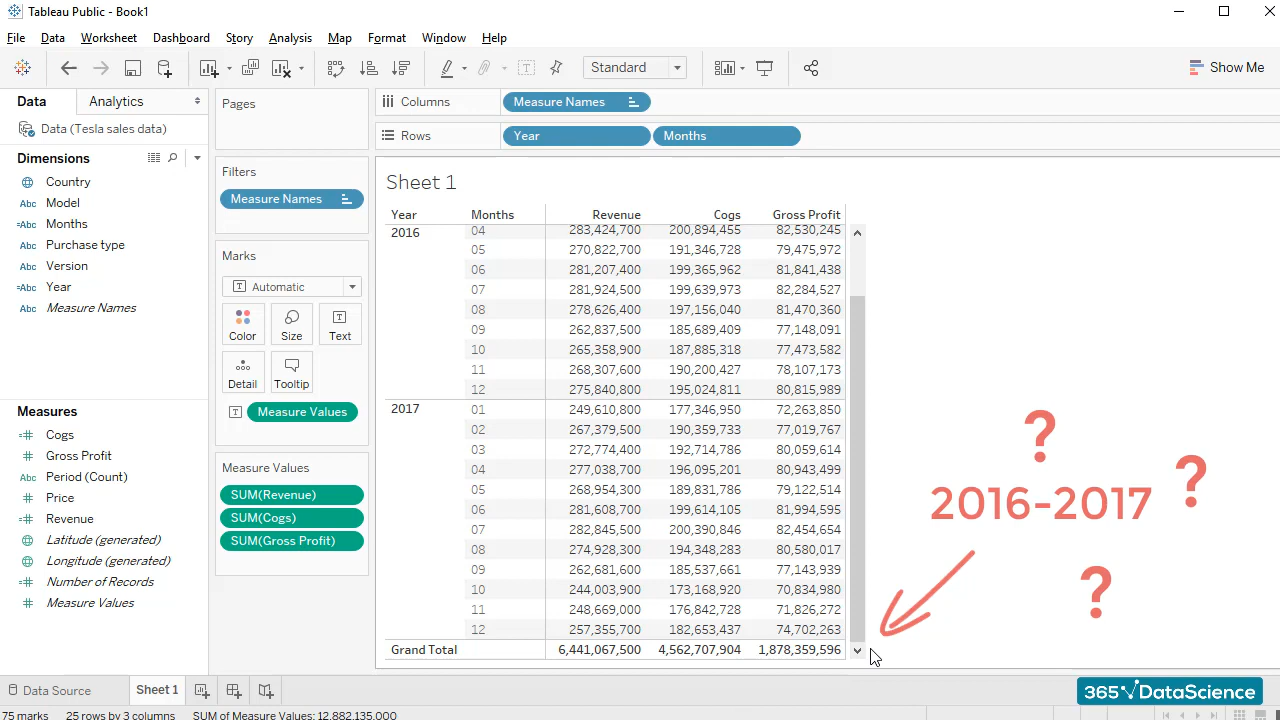 Tableau Public - Book1
File Data Worksheet Dashboard Story Analysis Map Format Window Help
Standard
Show Me
Data Analytics
Data (Tesla sales data)
Dimensions
Country
Abc Model
=Abc Months
Abc Purchase type
Abc Version
=Abc Year
Abc Measure Names
Measures
=# Cogs
# Gross Profit
Abc Period (Count)
# Price
=# Revenue
Latitude (generated)
Longitude (generated)
=# Number of Records
# Measure Values
Pages
Filters
Measure Names
Marks
T Automatic
Color Size Text
Detail Tooltip
T Measure Values
Measure Values
SUM(Revenue)
SUM(Cogs)
SUM(Gross Profit)
Columns Measure Names
Rows Year Months
Sheet 1
Year Months Revenue Cogs Gross Profit
2016 04 283,424,700 200,894,455 82,530,245
05 270,822,700 191,346,728 79,475,972
06 281,207,400 199,365,962 81,841,438
07 281,924,500 199,639,973 82,284,527
08 278,626,400 197,156,040 81,470,360
09 262,837,500 185,689,409 77,148,091
10 265,358,900 187,885,318 77,473,582
11 268,307,600 190,200,427 78,107,173
12 275,840,800 195,024,811 80,815,989
2017 01 249,610,800 177,346,950 72,263,850
02 267,379,500 190,359,733 77,019,767
03 272,774,400 192,714,786 80,059,614
04 277,038,700 196,095,201 80,943,499
05 268,954,300 189,831,786 79,122,514
06 281,608,700 199,614,105 81,994,595
07 282,845,500 200,390,846 82,454,654
08 274,928,300 194,348,283 80,580,017
09 262,681,600 185,537,661 77,143,939
10 244,003,900 173,168,920 70,834,980
11 248,669,000 176,842,728 71,826,272
12 257,355,700 182,653,437 74,702,263
Grand Total 6,441,067,500 4,562,707,904 1,878,359,596
?
?
2016-2017
?
365 DataScience
Data Source Sheet 1
75 marks 25 rows by 3 columns SUM of Measure Values: 12,882,135,000